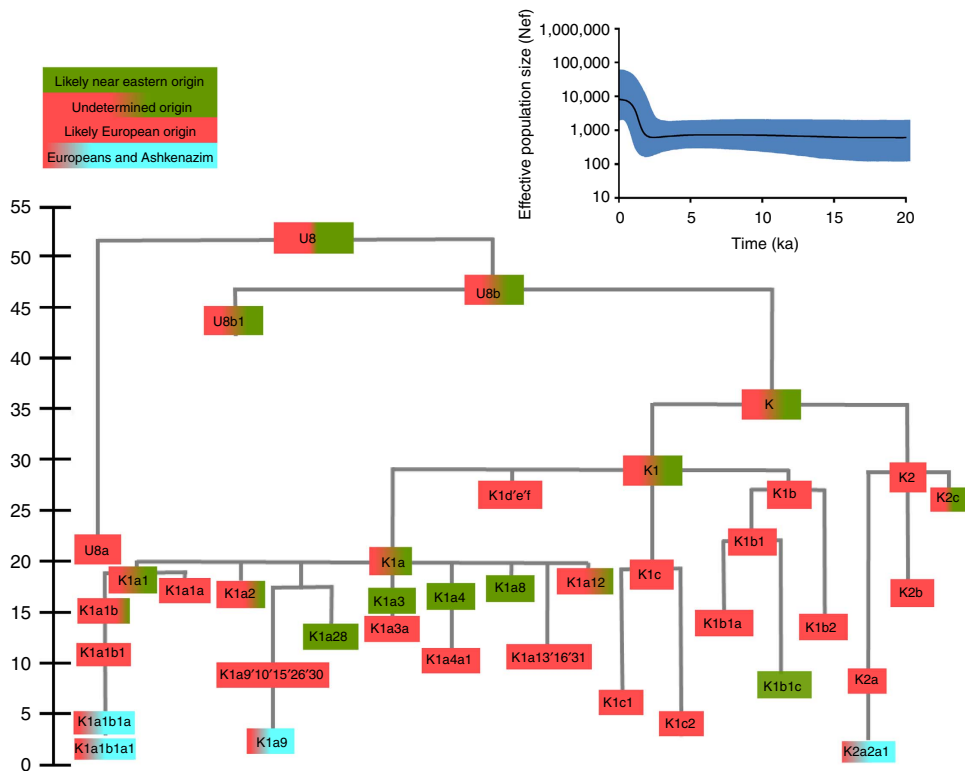 Likely near eastern origin
Undetermined origin
Likely European origin
Europeans and Ashkenazim
Effective population size (Nef)
1,000,000
100,000
10,000
1,000
100
10
0
5
10
15
20
Time (ka)
55
50
45
40
35
30
25
20
15
10
5
0
U8
U8b
U8b1
K
K1
K2
K2c
K1d'e'f
K1b
U8a
K1b1
K1a
K1a1
K1a1a
K1a2
K1a3
K1a4
K1a8
K1a12
K1c
K2b
K1a1b
K1a28
K1a3a
K1b1a
K1b2
K1a1b1
K1a9'10'15'26'30
K1a4a1
K1a13'16'31
K1c1
K1c2
K1b1c
K2a
K1a1b1a
K1a1b1a1
K1a9
K2a2a1